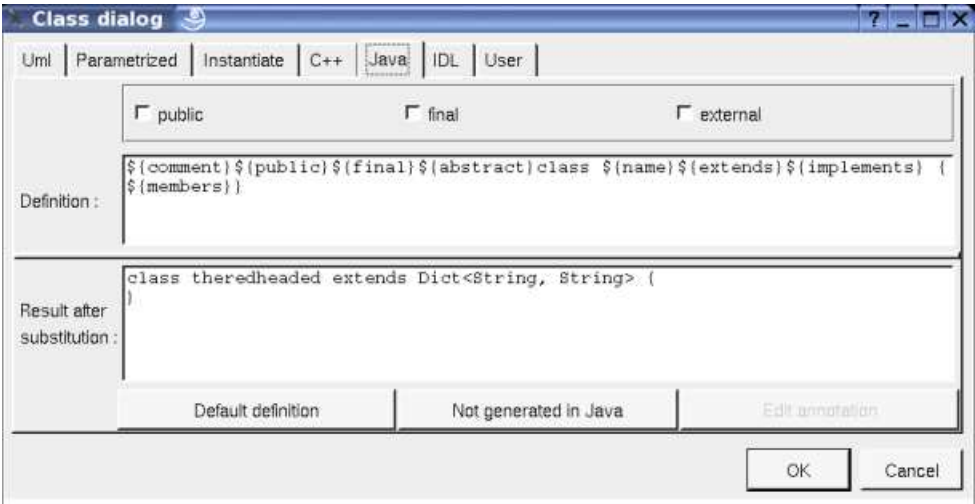 Class dialog
? _ □ X
Uml Parametrized Instantiate C++ Java IDL User
public final external
Definition :
${comment}${public}${final}${abstract}class ${name}${extends}${implements} {
${members}}
Result after
substitution :
class theredheaded extends Dict<String, String> {
}
Default definition Not generated in Java Edit annotation
OK Cancel